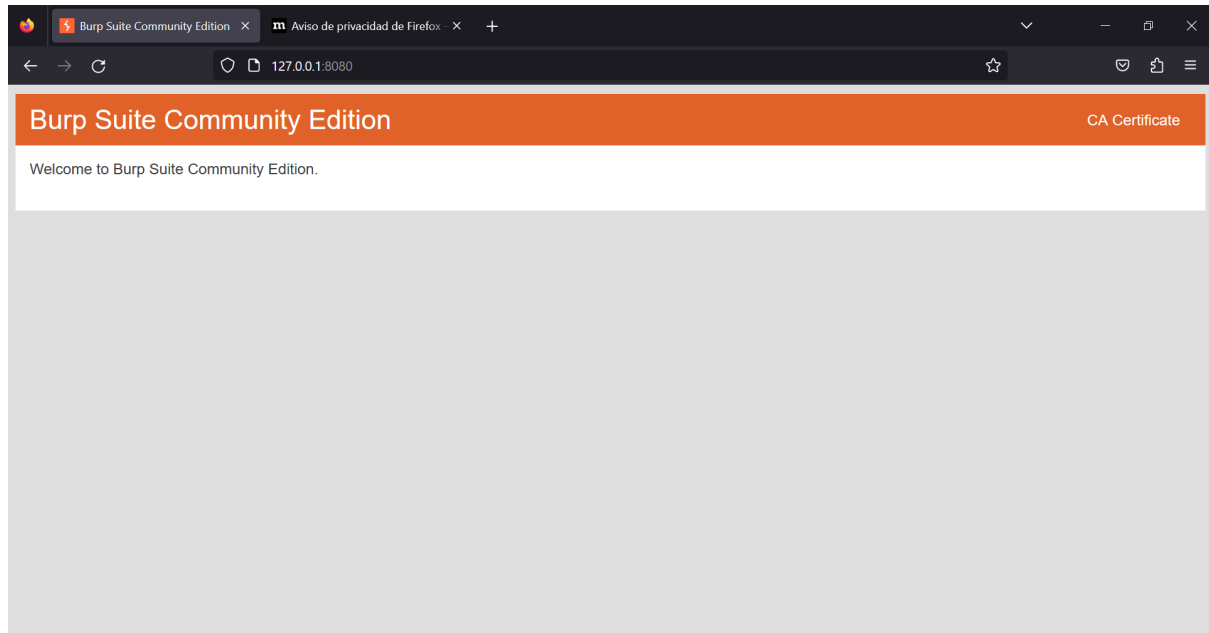 Burp Suite Community Edition
Aviso de privacidad de Firefox -
127.0.0.1:8080
Burp Suite Community Edition
CA Certificate
Welcome to Burp Suite Community Edition.